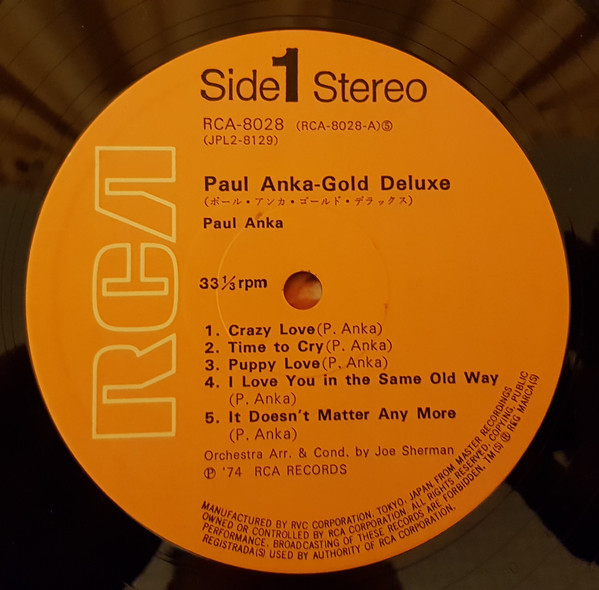 Side 1 Stereo
RCA-8028 (RCA-8028-A)⑤
(JPL2-8129)
Paul Anka-Gold Deluxe
(ポール・アンカ・ゴールド・デラックス)
Paul Anka
33⅓rpm
1. Crazy Love(P. Anka)
2. Time to Cry(P. Anka)
3. Puppy Love(P. Anka)
4. I Love You in the Same Old Way
(P. Anka)
5. It Doesn't Matter Any More
(P. Anka)
Orchestra Arr. & Cond. by Joe Sherman
Ⓟ '74 RCA RECORDS
RCA
MANUFACTURED BY RVC CORPORATION, TOKYO, JAPAN, FROM MASTER RECORDINGS
OWNED OR CONTROLLED BY RCA CORPORATION. ALL RIGHTS RESERVED. COPYING, PUBLIC
PERFORMANCE, BROADCASTING OF THESE RECORDS ARE FORBIDDEN. TM(S) ® R&G MARCA(S)
REGISTRADA(S) USED BY AUTHORITY OF RCA CORPORATION.